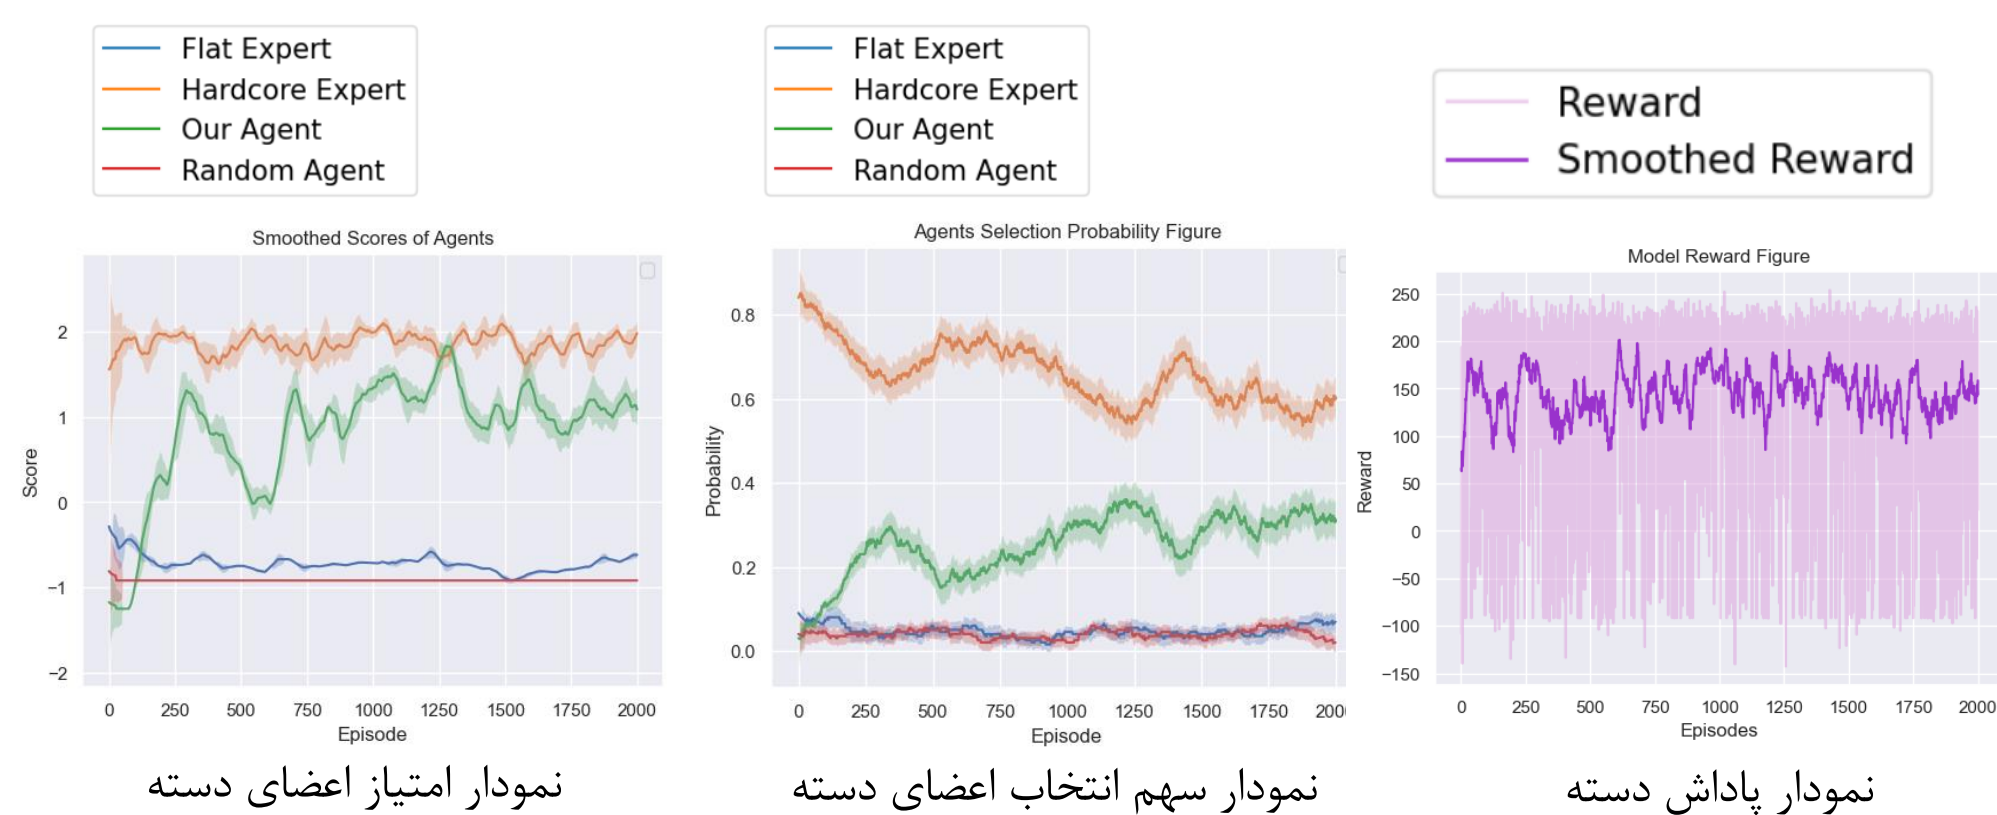 Flat Expert
Hardcore Expert
Our Agent
Random Agent
Smoothed Scores of Agents
Score
2
1
0
−1
−2
0 250 500 750 1000 1250 1500 1750 2000
Episode
نمودار امتیاز اعضای دسته
Flat Expert
Hardcore Expert
Our Agent
Random Agent
Agents Selection Probability Figure
Probability
0.8
0.6
0.4
0.2
0.0
0 250 500 750 1000 1250 1500 1750 200
Episode
نمودار سهم انتخاب اعضای دسته
Reward
Smoothed Reward
Model Reward Figure
Reward
250
200
150
100
50
0
−50
−100
−150
0 250 500 750 1000 1250 1500 1750 2000
Episodes
نمودار پاداش دسته